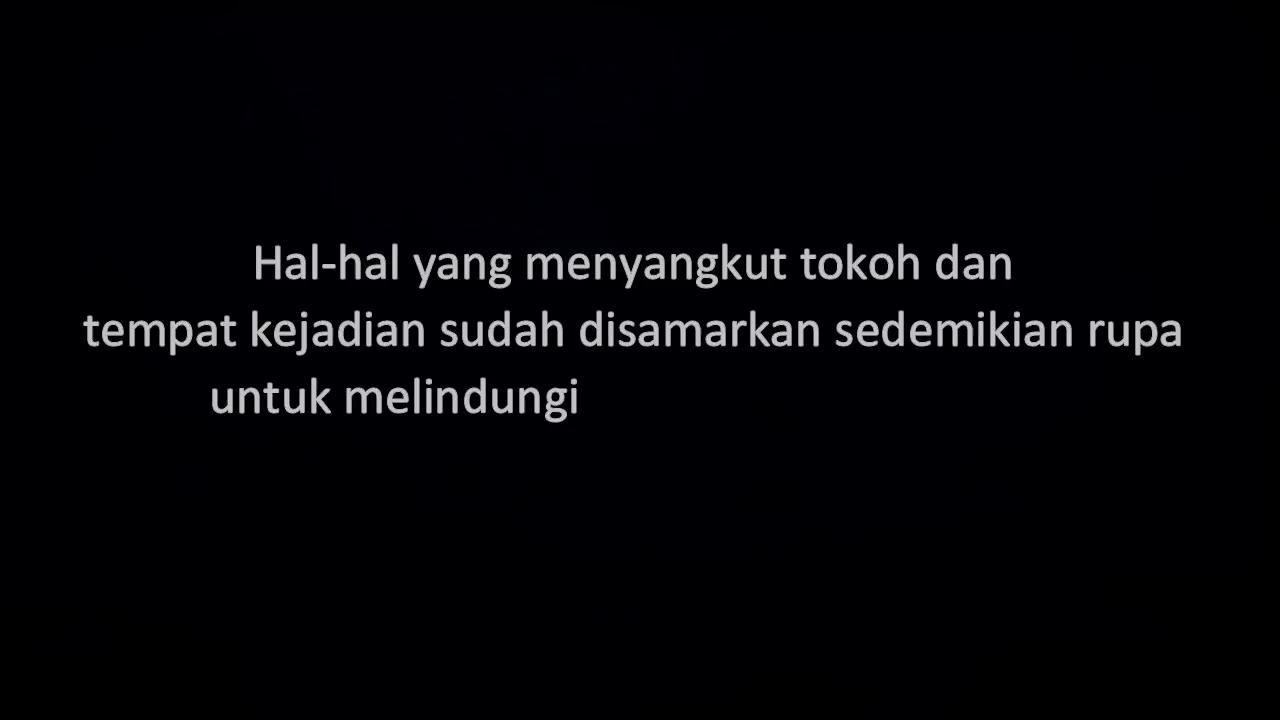 Hal-hal yang menyangkut tokoh dan
tempat kejadian sudah disamarkan sedemikian rupa
untuk melindungi